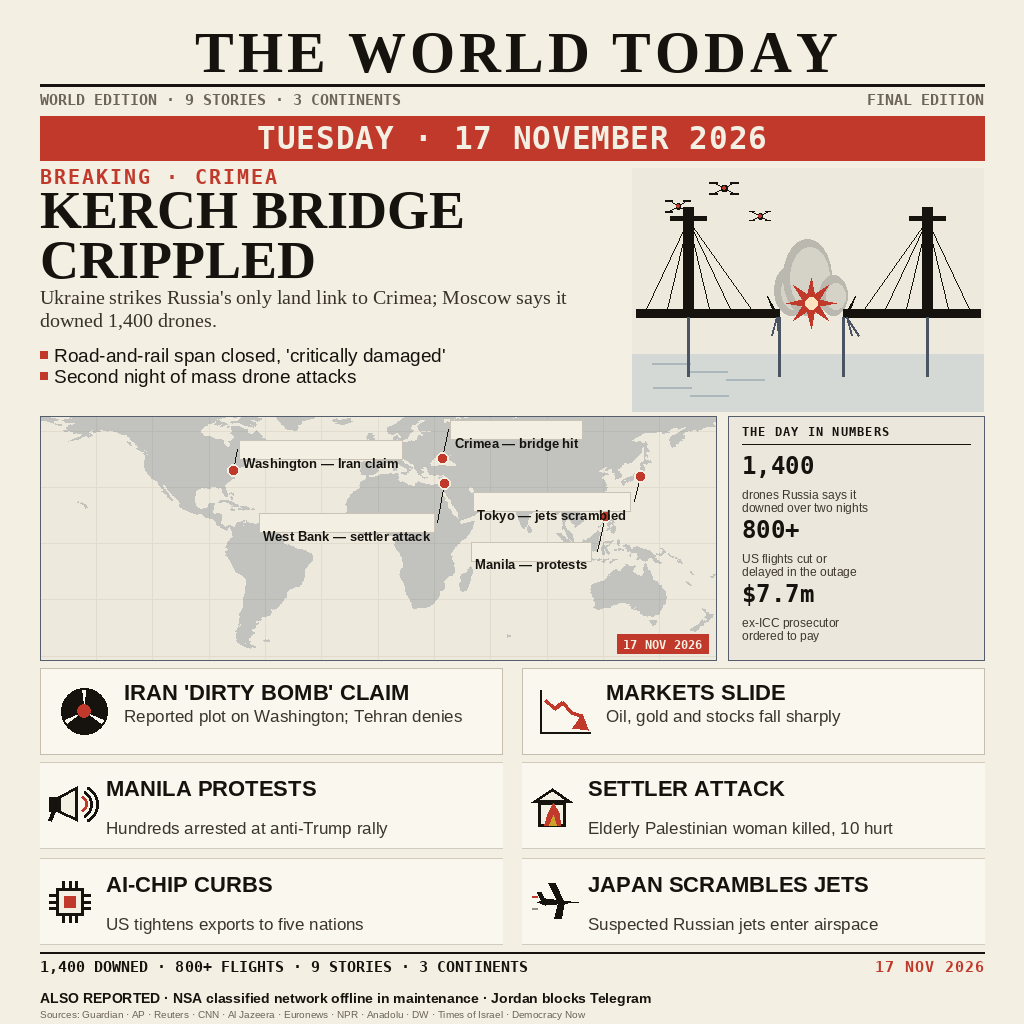 THE WORLD TODAY
WORLD EDITION · 9 STORIES · 3 CONTINENTS
FINAL EDITION
TUESDAY · 17 NOVEMBER 2026
BREAKING · CRIMEA
KERCH BRIDGE
CRIPPLED
Ukraine strikes Russia's only land link to Crimea; Moscow says it
downed 1,400 drones.
Road-and-rail span closed, 'critically damaged'
Second night of mass drone attacks
Crimea — bridge hit
Washington — Iran claim
Tokyo — jets scrambled
West Bank — settler attack
Manila — protests
17 NOV 2026
THE DAY IN NUMBERS
1,400
drones Russia says it
downed over two nights
800+
US flights cut or
delayed in the outage
$7.7m
ex-ICC prosecutor
ordered to pay
IRAN 'DIRTY BOMB' CLAIM
Reported plot on Washington; Tehran denies
MARKETS SLIDE
Oil, gold and stocks fall sharply
MANILA PROTESTS
Hundreds arrested at anti-Trump rally
SETTLER ATTACK
Elderly Palestinian woman killed, 10 hurt
AI-CHIP CURBS
US tightens exports to five nations
JAPAN SCRAMBLES JETS
Suspected Russian jets enter airspace
1,400 DOWNED · 800+ FLIGHTS · 9 STORIES · 3 CONTINENTS
17 NOV 2026
ALSO REPORTED · NSA classified network offline in maintenance · Jordan blocks Telegram
Sources: Guardian · AP · Reuters · CNN · Al Jazeera · Euronews · NPR · Anadolu · DW · Times of Israel · Democracy Now